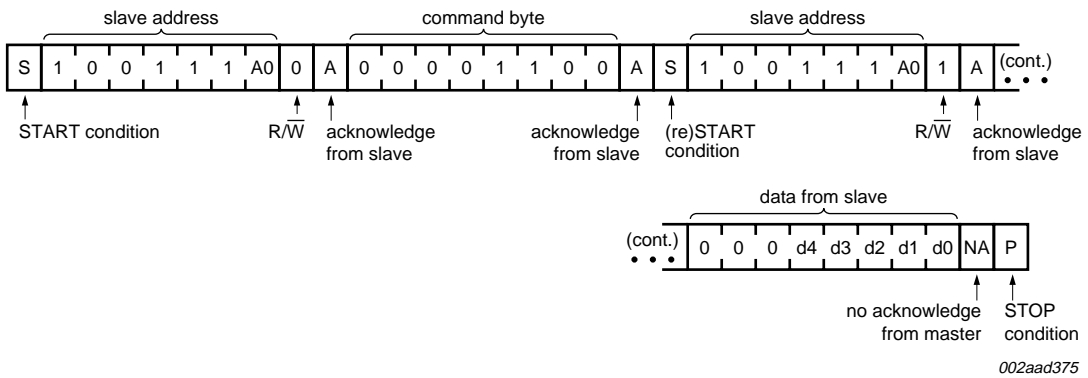 slave address command byte slave address
S 1 0 0 1 1 1 A0 0 A 0 0 0 0 1 1 0 0 A S 1 0 0 1 1 1 A0 1 A (cont.)
START condition R/W̅ acknowledge from slave acknowledge from slave (re)START condition R/W̅ acknowledge from slave
data from slave
(cont.) 0 0 0 d4 d3 d2 d1 d0 NA P
no acknowledge from master STOP condition
002aad375